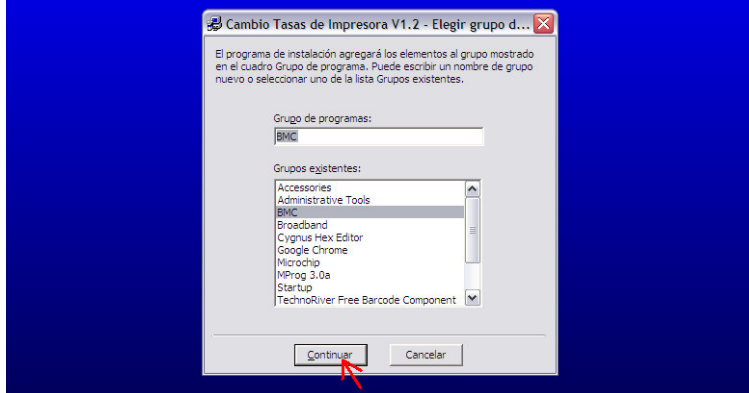 Cambio Tasas de Impresora V1.2 - Elegir grupo d...
El programa de instalación agregará los elementos al grupo mostrado
en el cuadro Grupo de programa. Puede escribir un nombre de grupo
nuevo o seleccionar uno de la lista Grupos existentes.
Grupo de programas:
BMC
Grupos existentes:
Accessories
Administrative Tools
BMC
Broadband
Cygnus Hex Editor
Google Chrome
Microchip
MProg 3.0a
Startup
TechnoRiver Free Barcode Component
Continuar
Cancelar